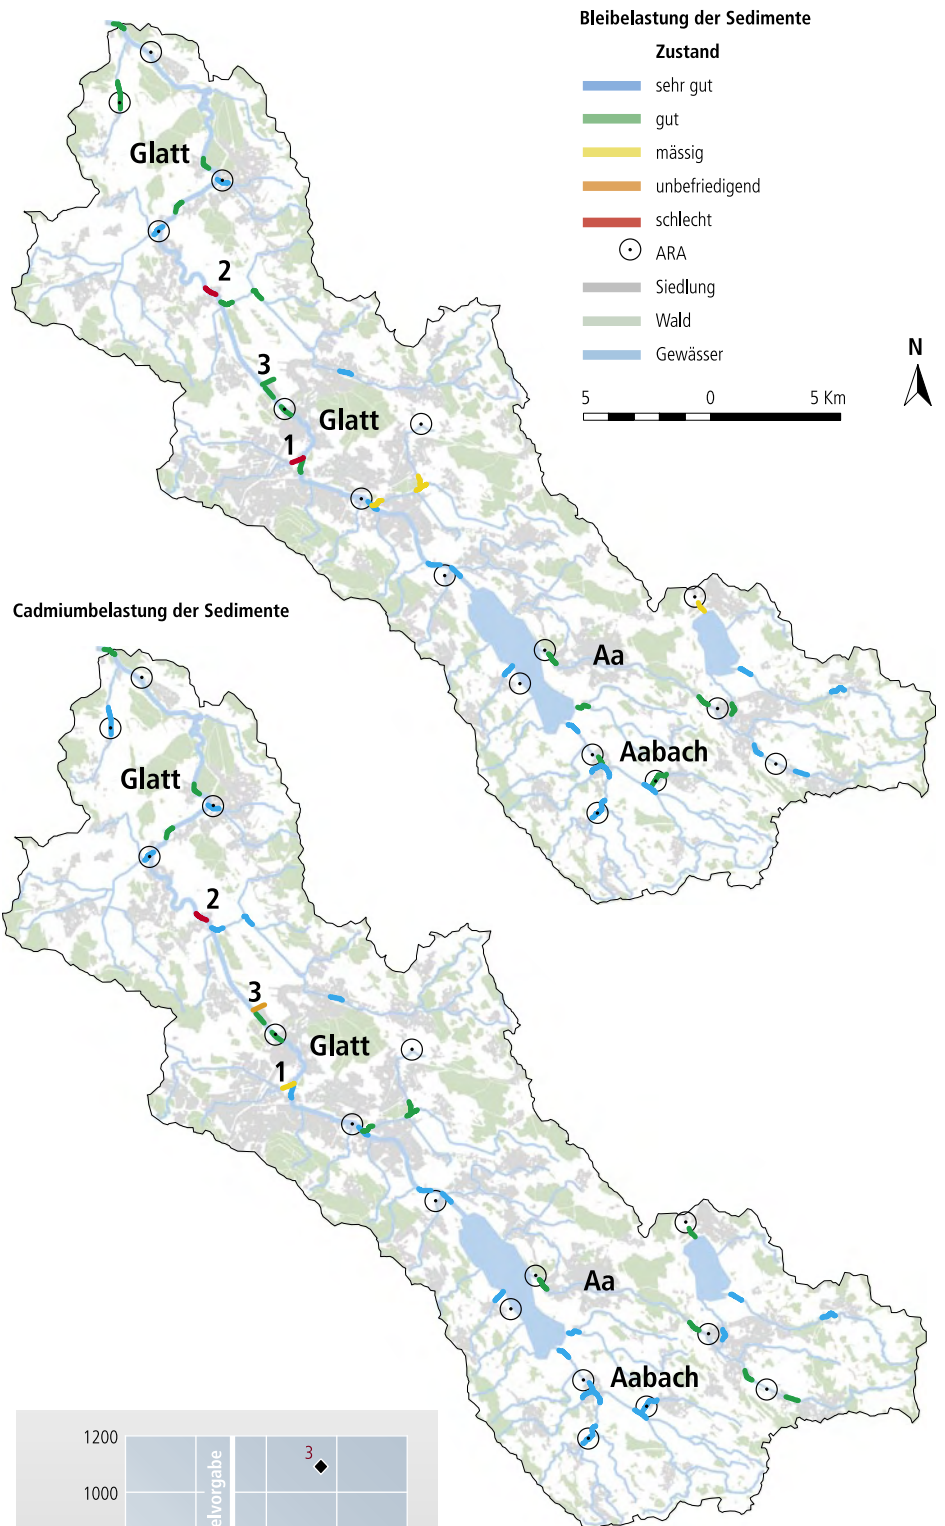 Bleibelastung der Sedimente
Zustand
sehr gut
gut
mässig
unbefriedigend
schlecht
ARA
Siedlung
Wald
Gewässer
N
5 0 5 Km
Glatt
2
3
Glatt
1
Aa
Aabach
Cadmiumbelastung der Sedimente
Glatt
2
3
Glatt
1
Aa
Aabach
1200
1000
3